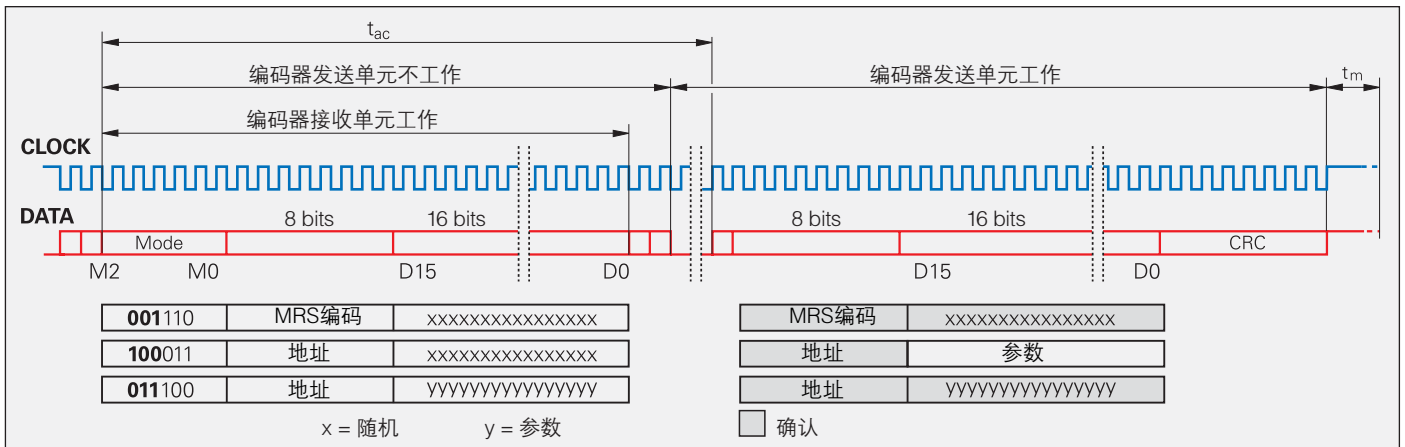 tac
编码器发送单元不工作 编码器发送单元工作 tm
编码器接收单元工作
CLOCK
DATA 8 bits 16 bits 8 bits 16 bits
Mode CRC
M2 M0 D15 D0 D15 D0
001110 MRS编码 xxxxxxxxxxxxxxxx MRS编码 xxxxxxxxxxxxxxxx
100011 地址 xxxxxxxxxxxxxxxx 地址 参数
011100 地址 yyyyyyyyyyyyyyyy 地址 yyyyyyyyyyyyyyyy
x = 随机 y = 参数 确认